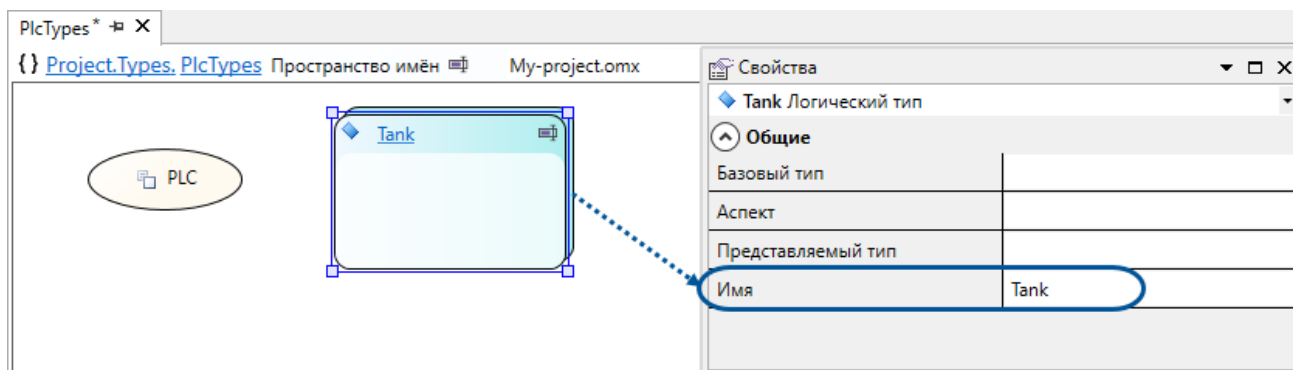 PlcTypes*
{} Project.Types. PlcTypes Пространство имён My-project.omx
PLC
Tank
Свойства
Tank Логический тип
Общие
Базовый тип
Аспект
Представляемый тип
Имя Tank